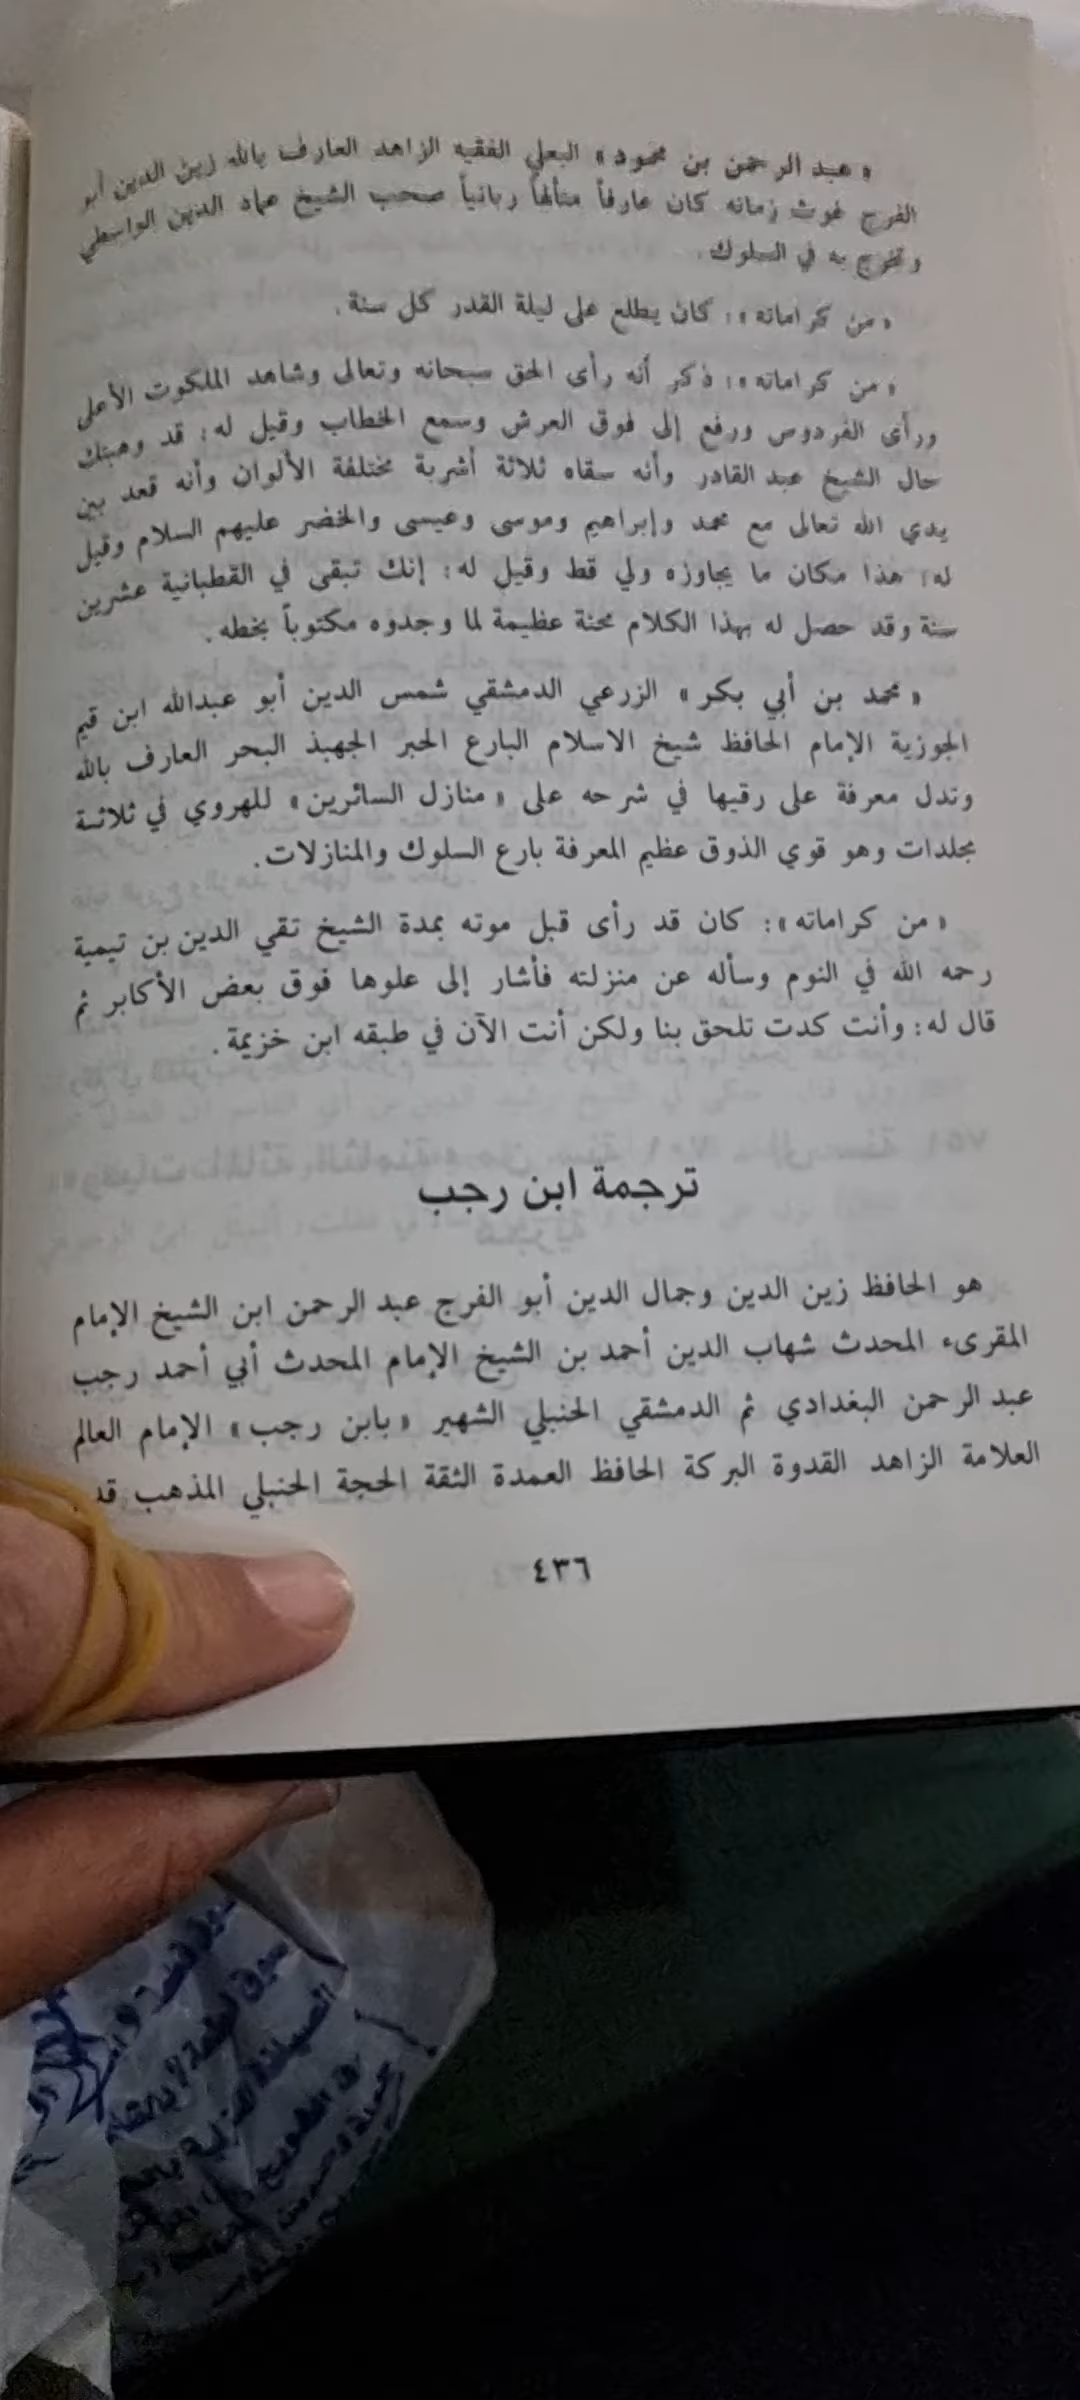 « عبد الرحمن بن محمود » البعلي الفقيه الزاهد العارف بالله زين الدين أبو
الفرج غوث زمانه كان عارفاً متألهاً ربانياً صحب الشيخ عماد الدين الواسطي
وتخرج به في السلوك .
« من كراماته » : كان يطلع على ليلة القدر كل سنة .
« من كراماته » : ذكر أنه رأى الحق سبحانه وتعالى وشاهد الملكوت الأعلى
ورأى الفردوس ورفع إلى فوق العرش وسمع الخطاب وقيل له : قد وهبتك
حال الشيخ عبد القادر وأنه سقاه ثلاثة أشربة مختلفة الألوان وأنه قعد بين
يدي الله تعالى مع محمد وإبراهيم وموسى وعيسى والخضر عليهم السلام وقيل
له : هذا مكان ما يجاوزه ولي قط وقيل له : إنك تبقى في القطبانية عشرين
سنة وقد حصل له بهذا الكلام محنة عظيمة لما وجدوه مكتوباً بخطه .
« محمد بن أبي بكر » الزرعي الدمشقي شمس الدين أبو عبدالله ابن قيم
الجوزية الإمام الحافظ شيخ الاسلام البارع الحبر الجهبذ البحر العارف بالله
وتدل معرفة على رقيها في شرحه على « منازل السائرين » للهروي في ثلاثة
مجلدات وهو قوي الذوق عظيم المعرفة بارع السلوك والمنازلات .
« من كراماته » : كان قد رأى قبل موته بمدة الشيخ تقي الدين بن تيمية
رحمه الله في النوم وسأله عن منزلته فأشار إلى علوها فوق بعض الأكابر ثم
قال له : وأنت كدت تلحق بنا ولكن أنت الآن في طبقه ابن خزيمة .
ترجمة ابن رجب
هو الحافظ زين الدين وجمال الدين أبو الفرج عبد الرحمن ابن الشيخ الإمام
المقرىء المحدث شهاب الدين أحمد بن الشيخ الإمام المحدث أبي أحمد رجب
عبد الرحمن البغدادي ثم الدمشقي الحنبلي الشهير « بابن رجب » الإمام العالم
العلامة الزاهد القدوة البركة الحافظ العمدة الثقة الحجة الحنبلي المذهب
٤٣٦